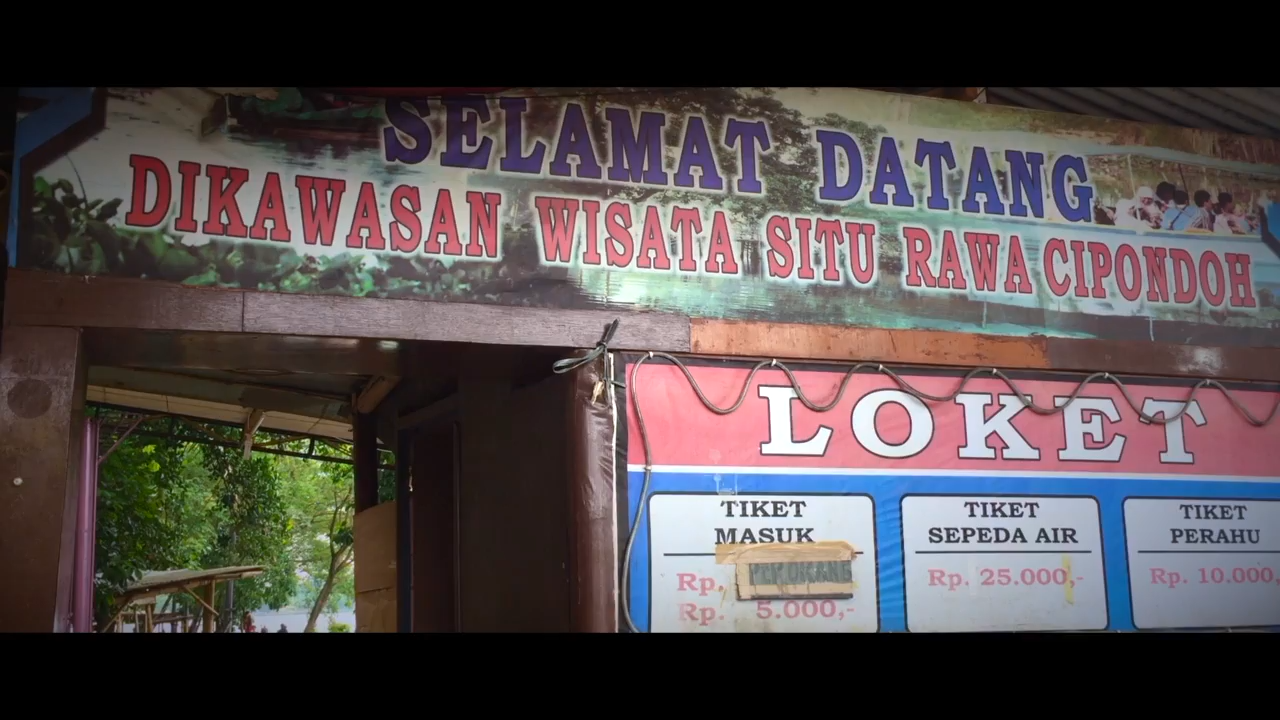 SELAMAT DATANG
DIKAWASAN WISATA SITU RAWA CIPONDOH
LOKET
TIKET
MASUK
Rp.
Rp. 5.000,-
TIKET
SEPEDA AIR
Rp. 25.000,-
TIKET
PERAHU
Rp. 10.000,